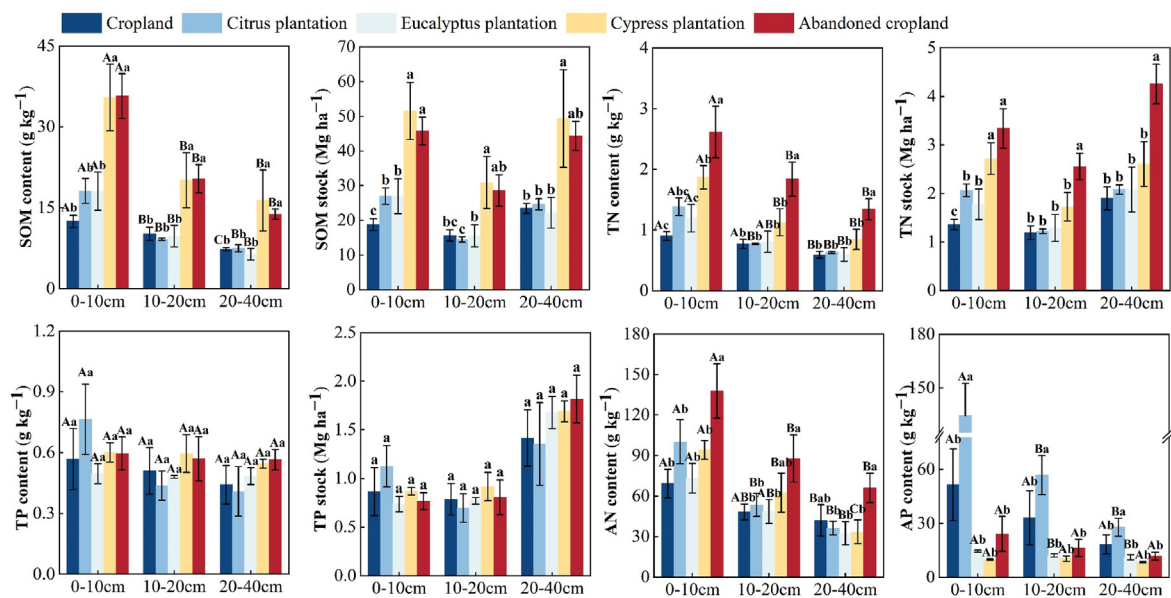 Cropland Citrus plantation Eucalyptus plantation Cypress plantation Abandoned cropland
SOM content (g kg⁻¹)
45
30
15
0
Ab Ab Ab Aa Aa
Bb Bb Bb Ba Ba
Cb Bb Bb Ba Ba
0-10cm 10-20cm 20-40cm
SOM stock (Mg ha⁻¹)
70
60
50
40
30
20
10
0
c b b a a
bc b b a ab
b b b a ab
0-10cm 10-20cm 20-40cm
TN content (g kg⁻¹)
4
3
2
1
0
Ac Abc Ac Ab Aa
Ab Bb ABb Bb Ba
Bb Bb Bb Bb Ba
0-10cm 10-20cm 20-40cm
TN stock (Mg ha⁻¹)
5
4
3
2
1
0
c b b a a
b b b b a
b b b b a
0-10cm 10-20cm 20-40cm
TP content (g kg⁻¹)
1.2
0.9
0.6
0.3
0.0
Aa Aa Aa Aa Aa
Aa Aa Aa Aa Aa
Aa Aa Aa Aa Aa
0-10cm 10-20cm 20-40cm
TP stock (Mg ha⁻¹)
2.5
2.0
1.5
1.0
0.5
0.0
a a a a a
a a a a a
a a a a a
0-10cm 10-20cm 20-40cm
AN content (g kg⁻¹)
180
150
120
90
60
30
0
Ab Ab Ab Ab Aa
ABb Bb ABb Bab Ba
Bab Bb Bb Cb Ba
0-10cm 10-20cm 20-40cm
AP content (g kg⁻¹)
180
150
60
30
0
Ab Aa Ab Ab Ab
Ab Ba Bb Ab Ab
Ab Ba Bb Ab Ab
0-10cm 10-20cm 20-40cm